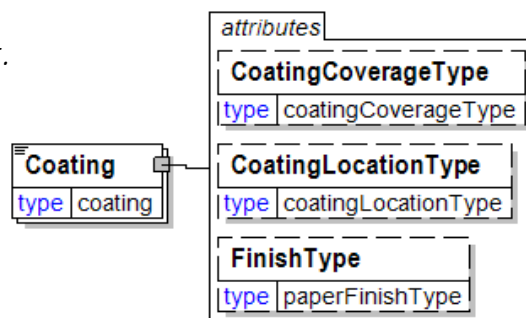 attributes
CoatingCoverageType
type coatingCoverageType
Coating
type coating
CoatingLocationType
type coatingLocationType
FinishType
type paperFinishType